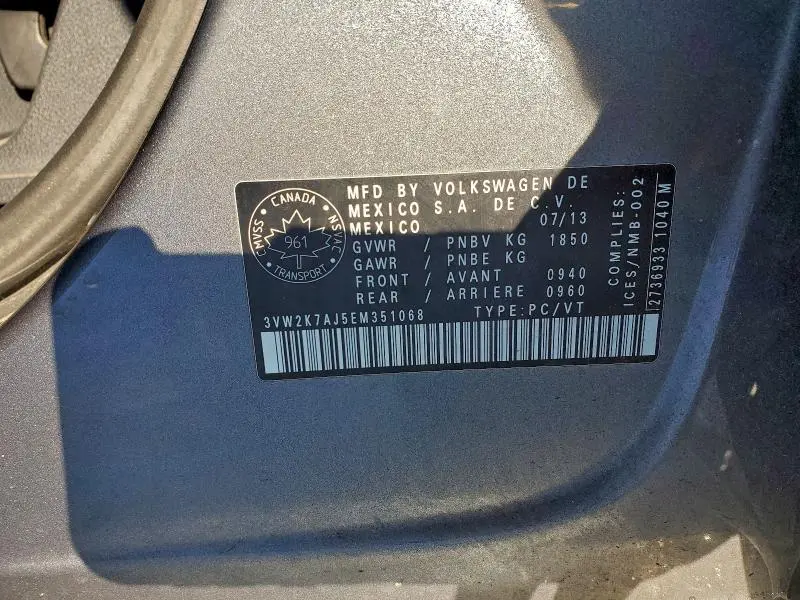 CANADA
CMVSS
NSVAC
961
TRANSPORT
MFD BY VOLKSWAGEN DE
MEXICO S.A. DE C.V.
MEXICO 07/13
GVWR / PNBV KG 1850
GAWR / PNBE KG
FRONT / AVANT 0940
REAR / ARRIERE 0960
3VW2K7AJ5EM351068 TYPE:PC/VT
COMPLIES:
ICES/NMB-002
2736933 1040 M